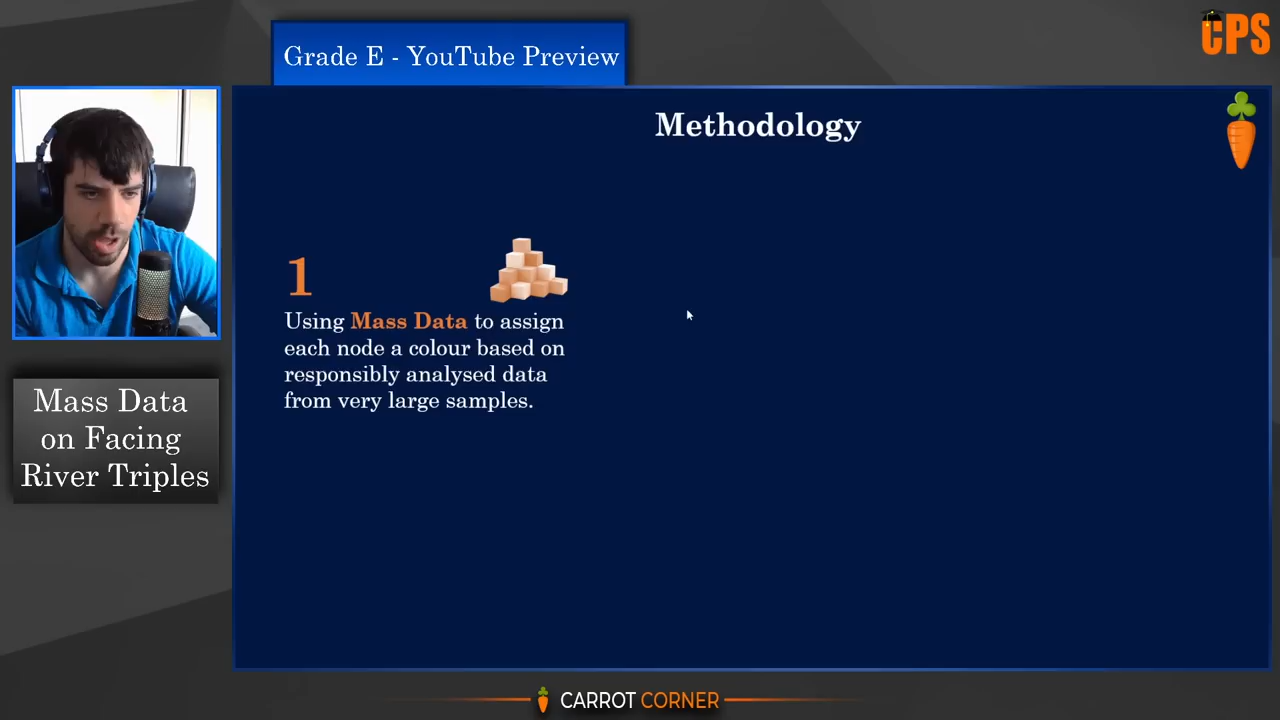 CPS
Grade E - YouTube Preview
Methodology
1
Using Mass Data to assign
each node a colour based on
responsibly analysed data
from very large samples.
Mass Data
on Facing
River Triples
CARROT CORNER